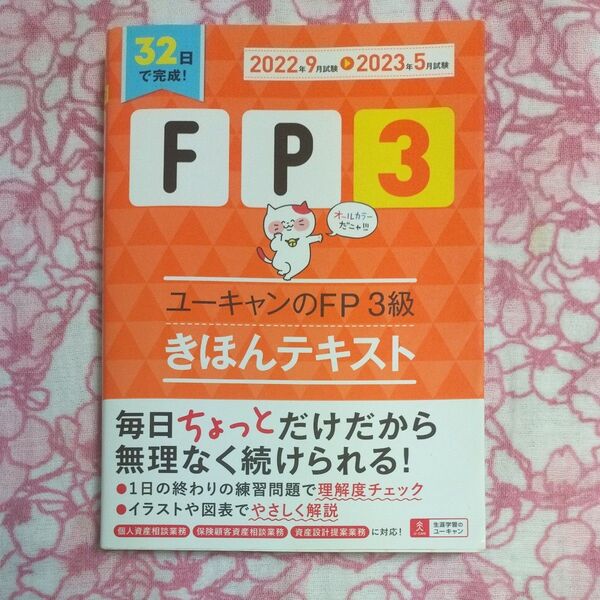 32日
で完成!
2022年9月試験▶2023年5月試験
F P 3
オールカラー
だニャ!!!
ユーキャンのFP3級
きほんテキスト
毎日ちょっとだけだから
無理なく続けられる!
●1日の終わりの練習問題で理解度チェック
●イラストや図表でやさしく解説
個人資産相談業務 保険顧客資産相談業務 資産設計提案業務 に対応!
生涯学習の
ユーキャン